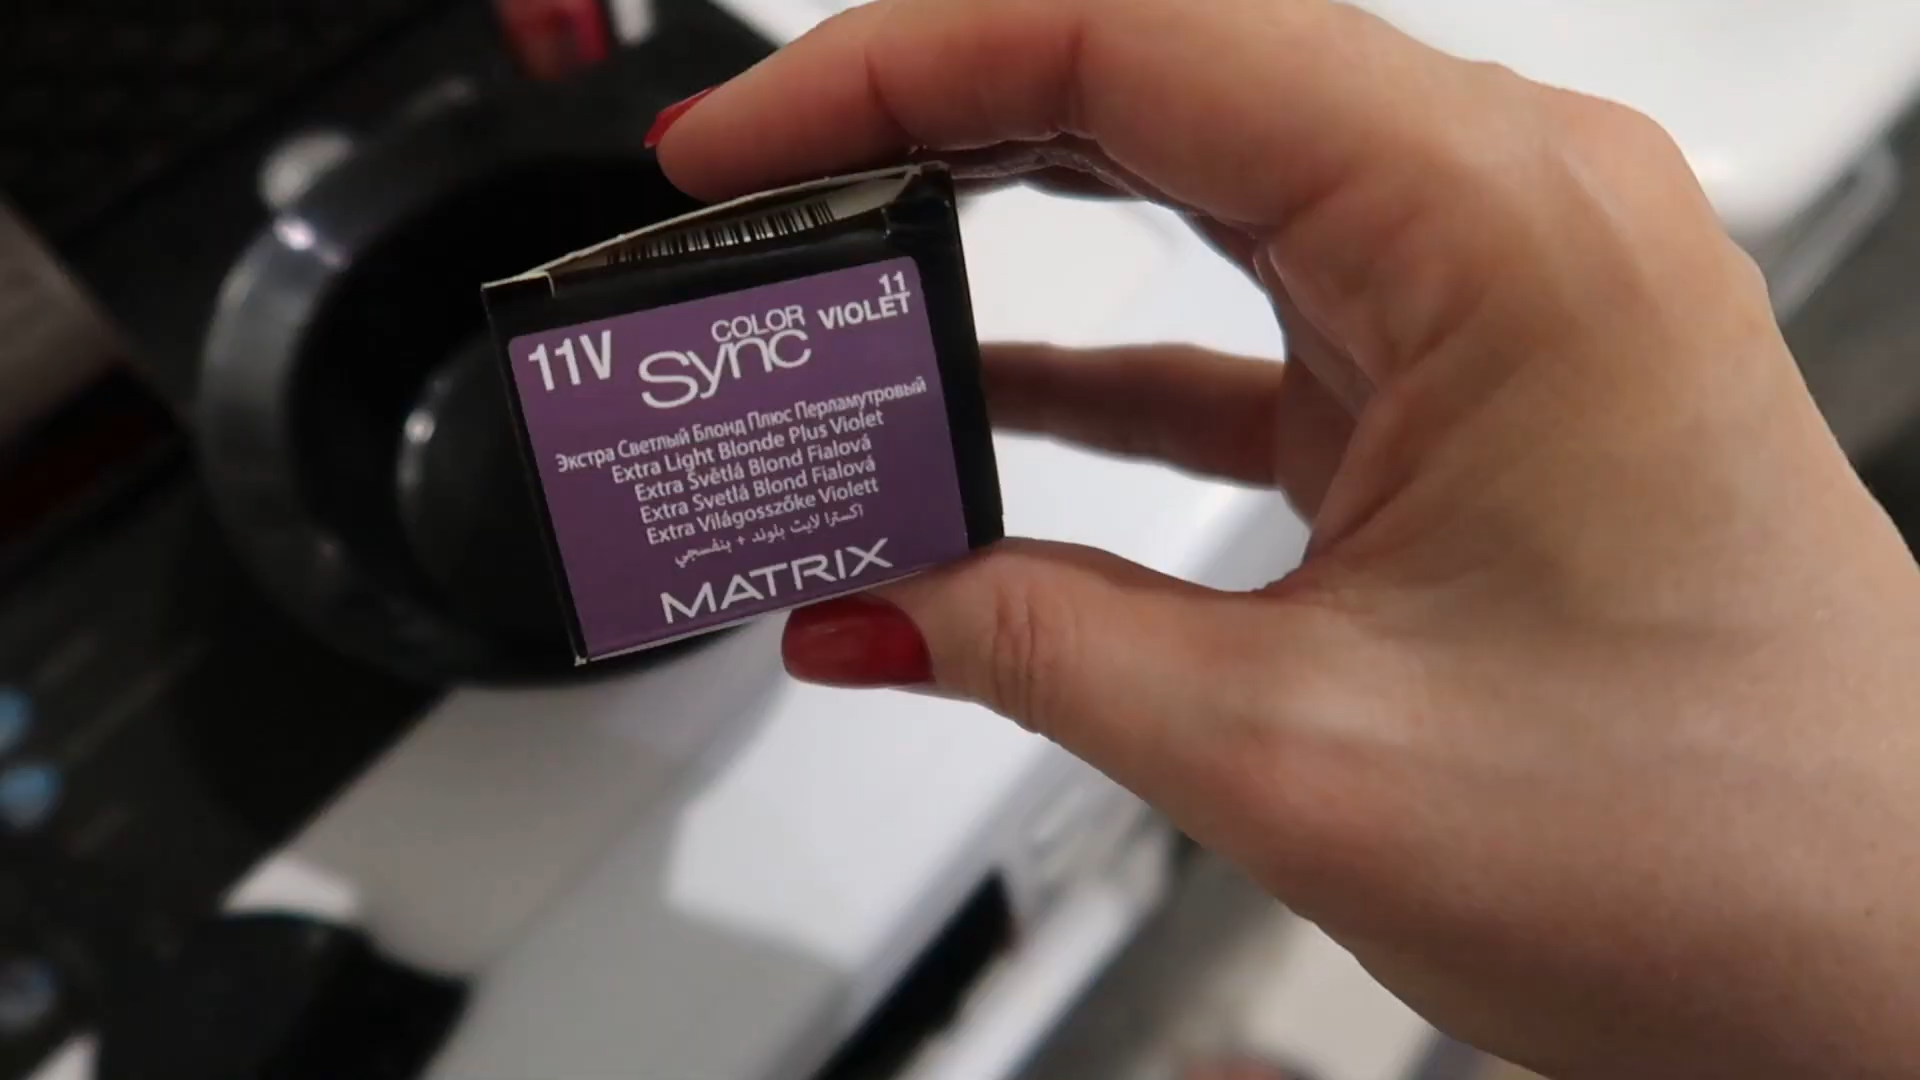 11V
COLOR
Sync
11
VIOLET
Экстра Светлый Блонд Плюс Перламутровый
Extra Light Blonde Plus Violet
Extra Světlá Blond Fialová
Extra Svetlá Blond Fialová
Extra Világosszőke Violett
اكسترا لايت بلوند + بنفسجي
MATRIX